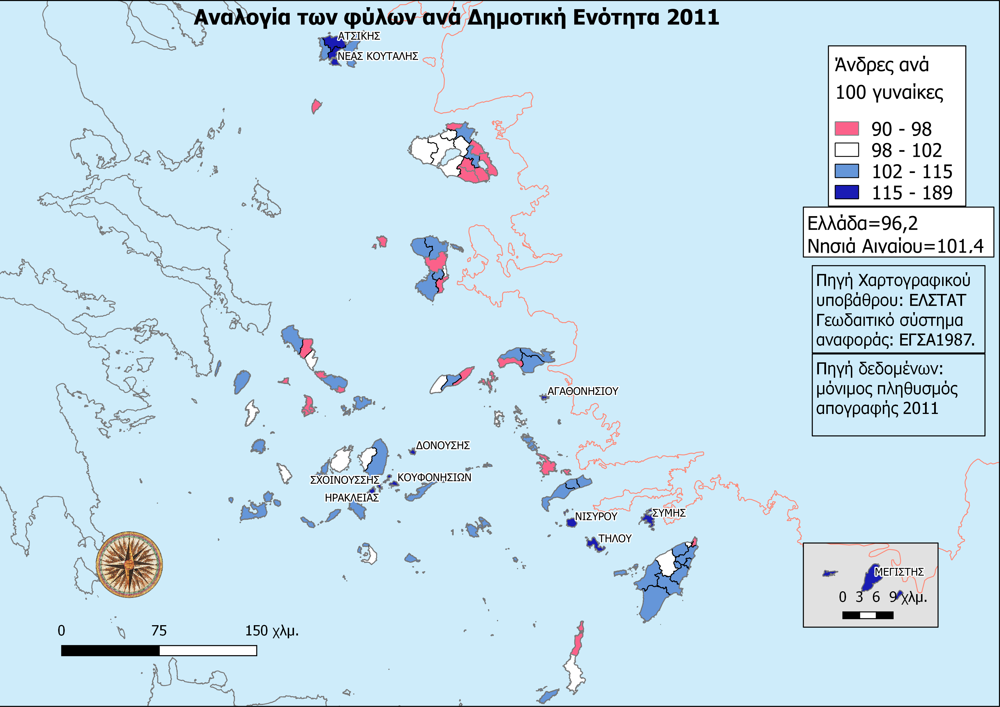 Αναλογία των φύλων ανά Δημοτική Ενότητα 2011
ΑΤΣΙΚΗΣ
ΝΕΑΣ ΚΟΥΤΑΛΗΣ
Άνδρες ανά
100 γυναίκες
90 - 98
98 - 102
102 - 115
115 - 189
Ελλάδα=96,2
Νησιά Αιγαίου=101,4
Πηγή Χαρτογραφικού
υποβάθρου: ΕΛΣΤΑΤ
Γεωδαιτικό σύστημα
αναφοράς: ΕΓΣΑ1987.
Πηγή δεδομένων:
μόνιμος πληθυσμός
απογραφής 2011
ΑΓΑΘΟΝΗΣΙΟΥ
ΔΟΝΟΥΣΗΣ
ΣΧΟΙΝΟΥΣΣΗΣ
ΚΟΥΦΟΝΗΣΙΩΝ
ΗΡΑΚΛΕΙΑΣ
ΝΙΣΥΡΟΥ
ΣΥΜΗΣ
ΤΗΛΟΥ
ΜΕΓΙΣΤΗΣ
0 3 6 9 χλμ.
0 75 150 χλμ.